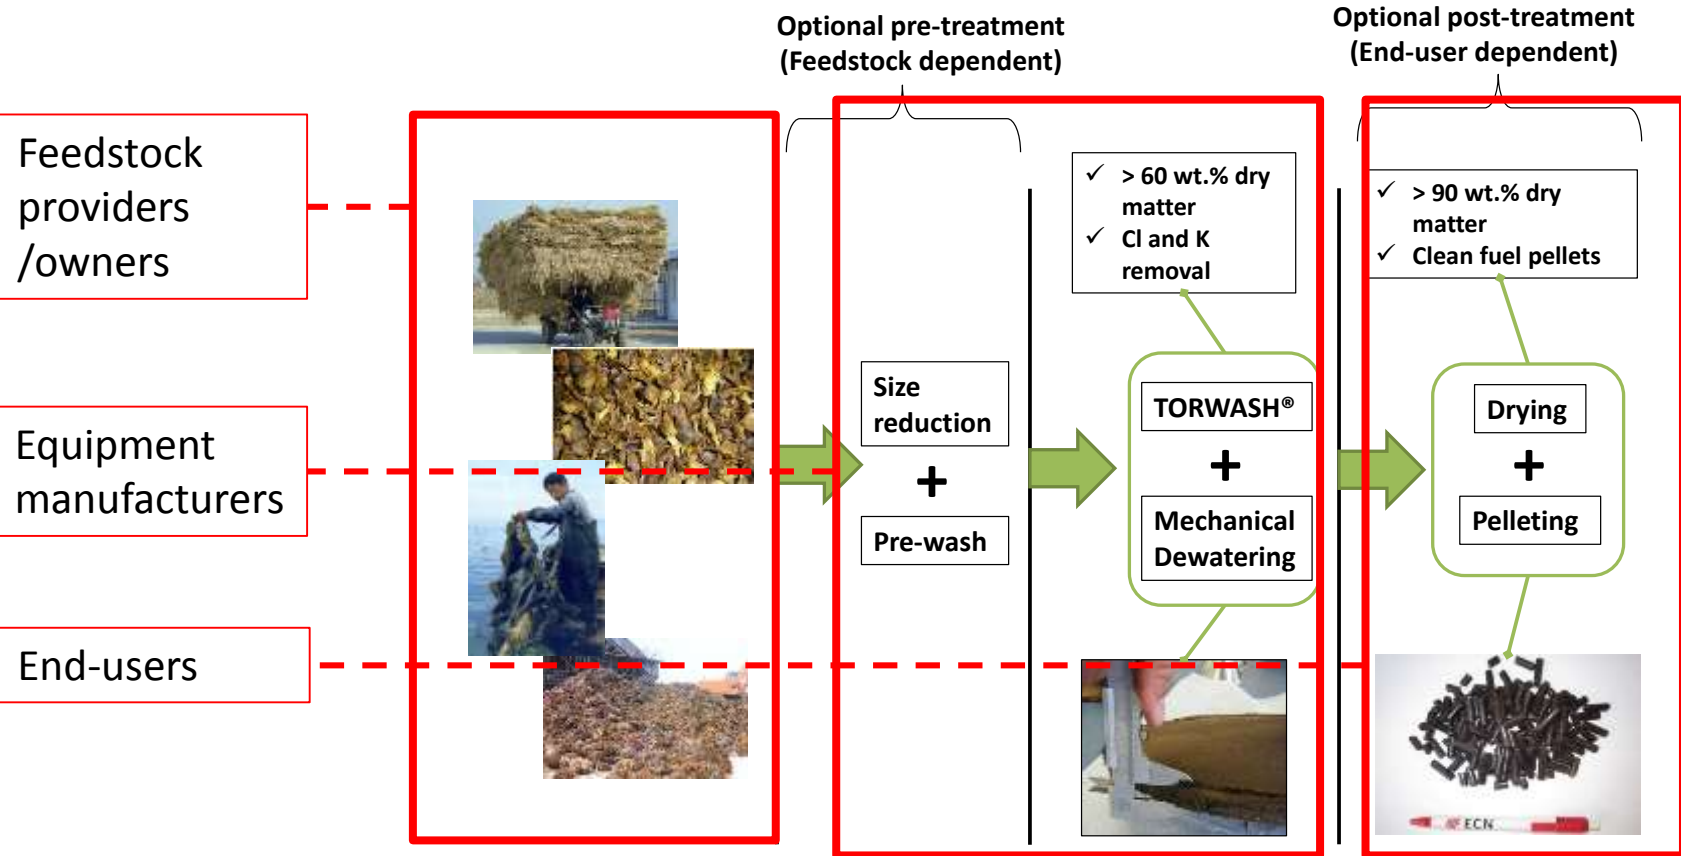 Optional pre-treatment
(Feedstock dependent)
Optional post-treatment
(End-user dependent)
Feedstock
providers
/owners
Equipment
manufacturers
End-users
Size
reduction
+
Pre-wash
✓ > 60 wt.% dry
matter
✓ Cl and K
removal
TORWASH®
+
Mechanical
Dewatering
✓ > 90 wt.% dry
matter
✓ Clean fuel pellets
Drying
+
Pelleting
ECN